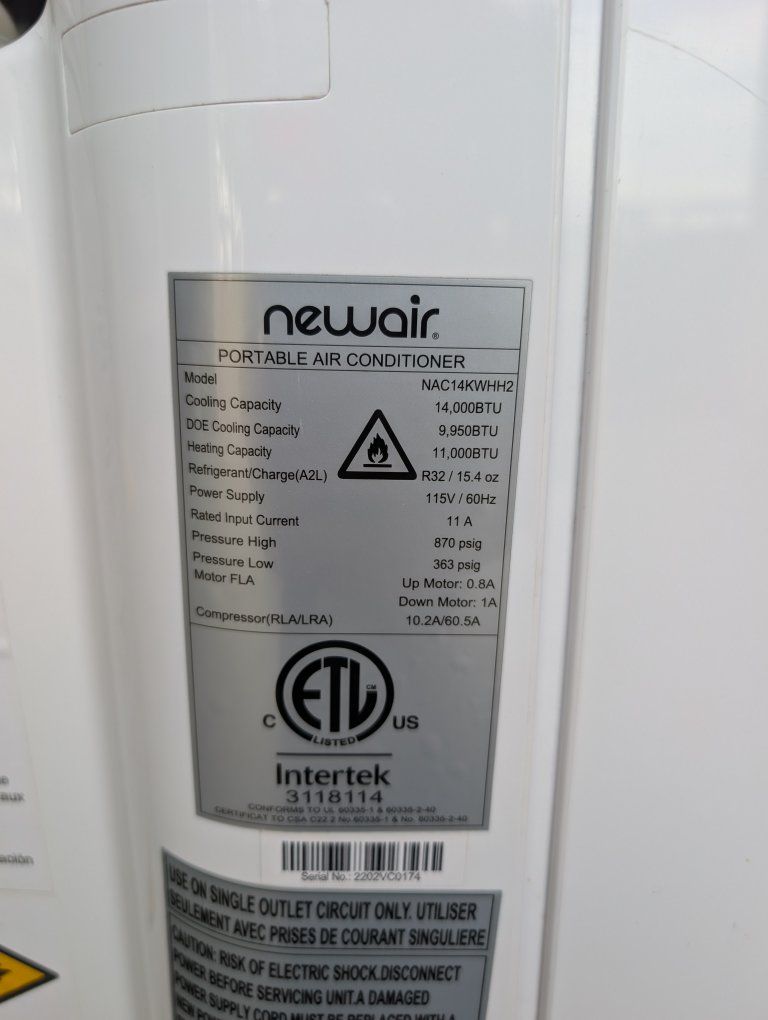 newair®
PORTABLE AIR CONDITIONER
Model NAC14KWHH2
Cooling Capacity 14,000BTU
DOE Cooling Capacity 9,950BTU
Heating Capacity 11,000BTU
Refrigerant/Charge(A2L) R32 / 15.4 oz
Power Supply 115V / 60Hz
Rated Input Current 11 A
Pressure High 870 psig
Pressure Low 363 psig
Motor FLA Up Motor: 0.8A
Down Motor: 1A
Compressor(RLA/LRA) 10.2A/60.5A
C ETL CM US
LISTED
Intertek
3118114
CONFORMS TO UL 60335-1 & 60335-2-40
CERTIFICAT TO CSA C22.2 No.60335-1 & No. 60335-2-40
Serial No.: 2202VC0174
USE ON SINGLE OUTLET CIRCUIT ONLY. UTILISER
SEULEMENT AVEC PRISES DE COURANT SINGULIERE
CAUTION: RISK OF ELECTRIC SHOCK.DISCONNECT
POWER BEFORE SERVICING UNIT.A DAMAGED
POWER SUPPLY CORD MUST BE REPLACED WITH A